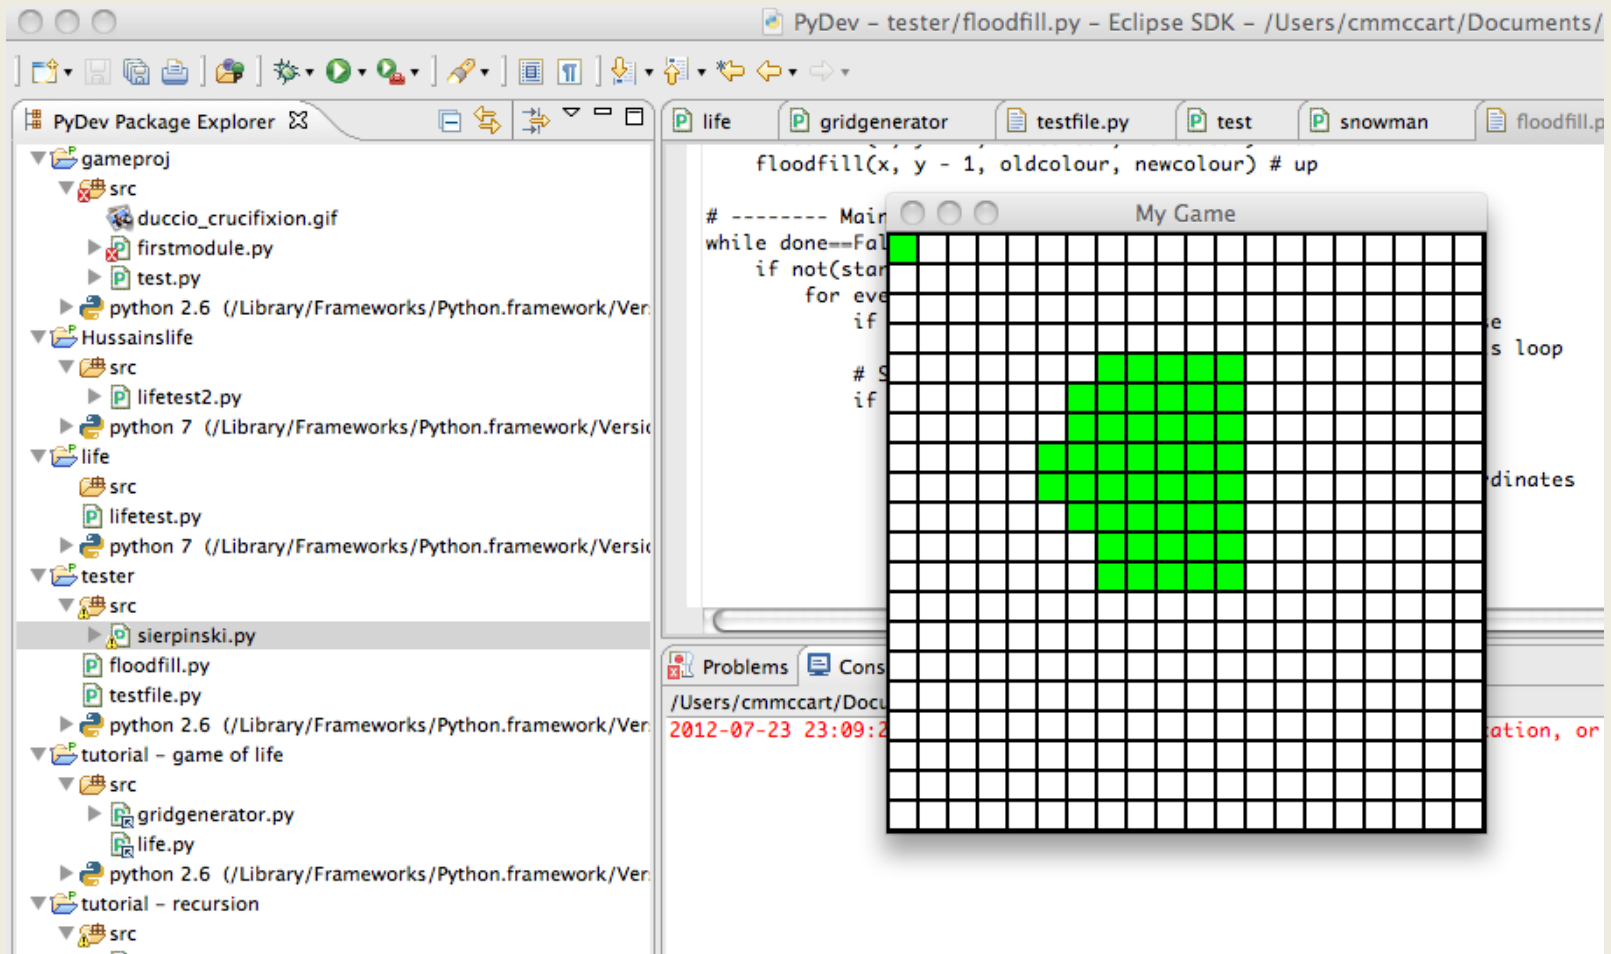 PyDev – tester/floodfill.py – Eclipse SDK – /Users/cmmccart/Documents/
PyDev Package Explorer
gameproj
src
duccio_crucifixion.gif
firstmodule.py
test.py
python 2.6 (/Library/Frameworks/Python.framework/Ver
Hussainslife
src
lifetest2.py
python 7 (/Library/Frameworks/Python.framework/Versic
life
src
lifetest.py
python 7 (/Library/Frameworks/Python.framework/Versic
tester
src
sierpinski.py
floodfill.py
testfile.py
python 2.6 (/Library/Frameworks/Python.framework/Ver
tutorial – game of life
src
gridgenerator.py
life.py
python 2.6 (/Library/Frameworks/Python.framework/Ver
tutorial – recursion
src
life gridgenerator testfile.py test snowman floodfill.p
floodfill(x, y - 1, oldcolour, newcolour) # up
# -------- Mair
while done==Fal
if not(star
for eve
if
# S
if
My Game
e
s loop
dinates
Problems Cons
/Users/cmmccart/Docu
2012-07-23 23:09:2
ation, or